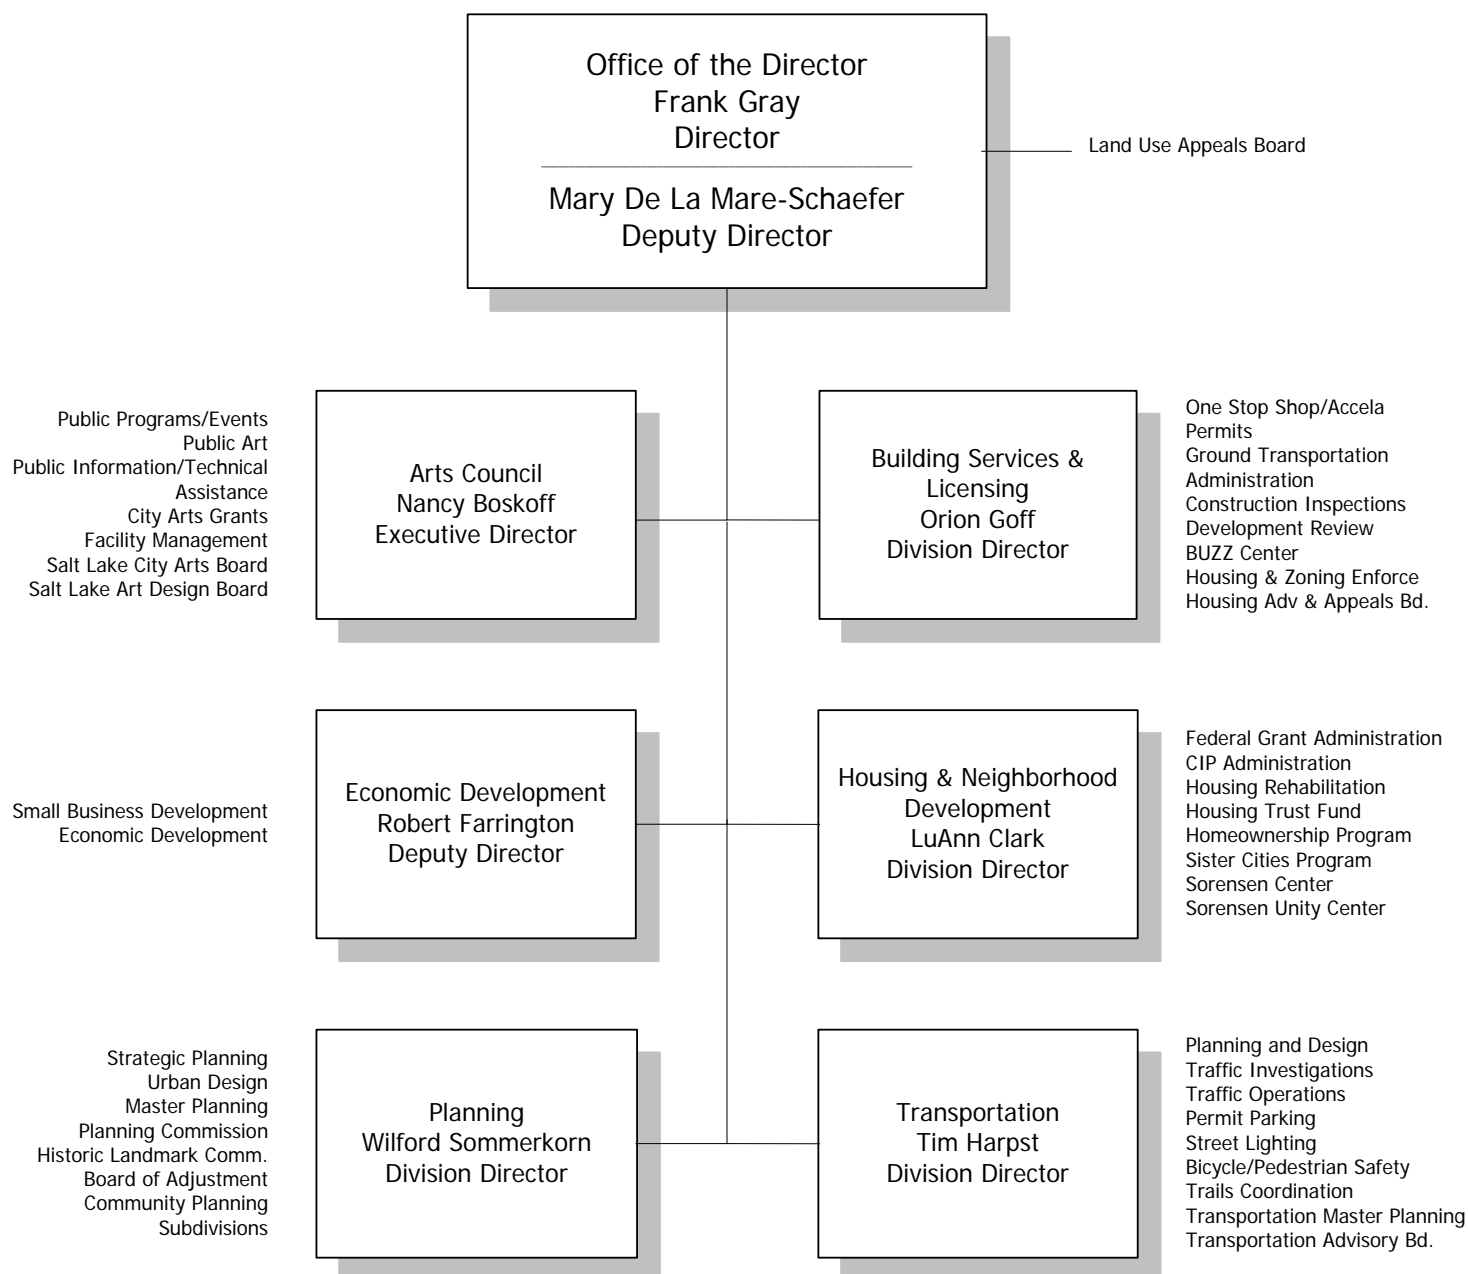 Office of the Director
Frank Gray
Director
Mary De La Mare-Schaefer
Deputy Director
Land Use Appeals Board
Public Programs/Events
Public Art
Public Information/Technical
Assistance
City Arts Grants
Facility Management
Salt Lake City Arts Board
Salt Lake Art Design Board
Arts Council
Nancy Boskoff
Executive Director
Building Services &
Licensing
Orion Goff
Division Director
One Stop Shop/Accela
Permits
Ground Transportation
Administration
Construction Inspections
Development Review
BUZZ Center
Housing & Zoning Enforce
Housing Adv & Appeals Bd.
Small Business Development
Economic Development
Economic Development
Robert Farrington
Deputy Director
Housing & Neighborhood
Development
LuAnn Clark
Division Director
Federal Grant Administration
CIP Administration
Housing Rehabilitation
Housing Trust Fund
Homeownership Program
Sister Cities Program
Sorensen Center
Sorensen Unity Center
Strategic Planning
Urban Design
Master Planning
Planning Commission
Historic Landmark Comm.
Board of Adjustment
Community Planning
Subdivisions
Planning
Wilford Sommerkorn
Division Director
Transportation
Tim Harpst
Division Director
Planning and Design
Traffic Investigations
Traffic Operations
Permit Parking
Street Lighting
Bicycle/Pedestrian Safety
Trails Coordination
Transportation Master Planning
Transportation Advisory Bd.